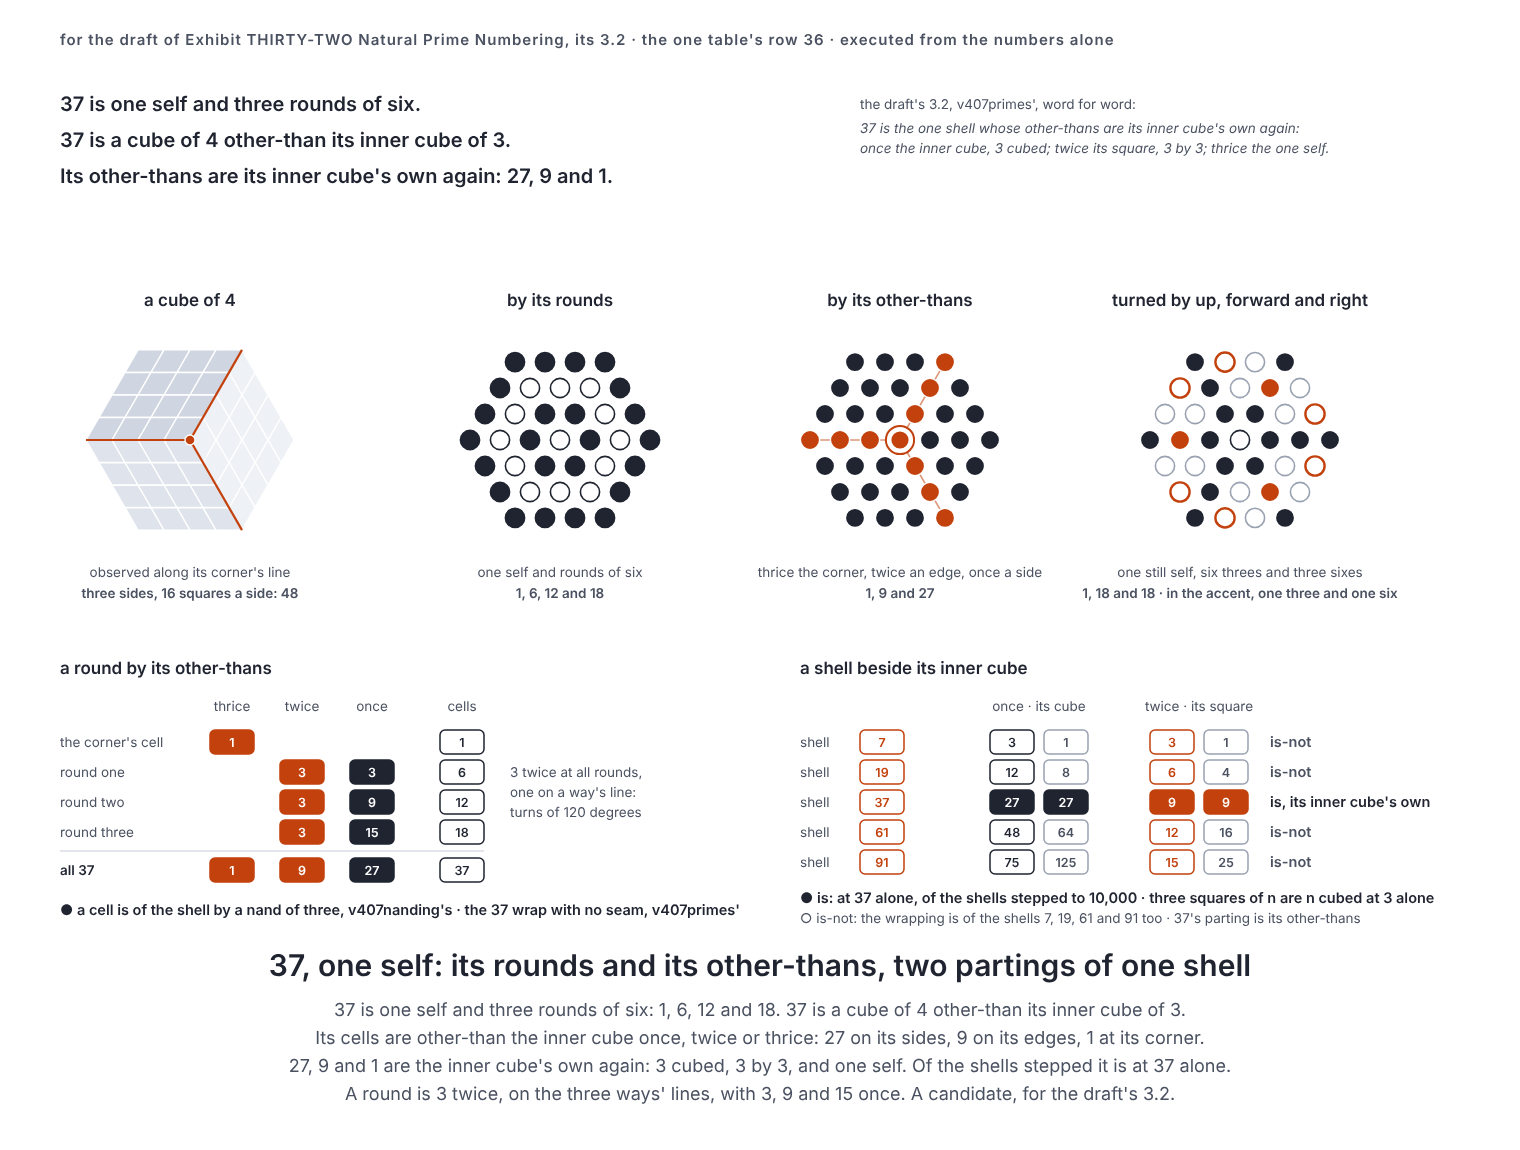 for the draft of Exhibit THIRTY-TWO Natural Prime Numbering, its 3.2 · the one table's row 36 · executed from the numbers alone
37 is one self and three rounds of six.
37 is a cube of 4 other-than its inner cube of 3.
Its other-thans are its inner cube's own again: 27, 9 and 1.
the draft's 3.2, v407primes', word for word:
37 is the one shell whose other-thans are its inner cube's own again:
once the inner cube, 3 cubed; twice its square, 3 by 3; thrice the one self.
a cube of 4
by its rounds
by its other-thans
turned by up, forward and right
observed along its corner's line
three sides, 16 squares a side: 48
one self and rounds of six
1, 6, 12 and 18
thrice the corner, twice an edge, once a side
1, 9 and 27
one still self, six threes and three sixes
1, 18 and 18 · in the accent, one three and one six
a round by its other-thans
thrice twice once cells
the corner's cell 1 1
round one 3 3 6
round two 3 9 12
round three 3 15 18
all 37 1 9 27 37
3 twice at all rounds,
one on a way's line:
turns of 120 degrees
● a cell is of the shell by a nand of three, v407nanding's · the 37 wrap with no seam, v407primes'
a shell beside its inner cube
once · its cube twice · its square
shell 7 3 1 3 1 is-not
shell 19 12 8 6 4 is-not
shell 37 27 27 9 9 is, its inner cube's own
shell 61 48 64 12 16 is-not
shell 91 75 125 15 25 is-not
● is: at 37 alone, of the shells stepped to 10,000 · three squares of n are n cubed at 3 alone
○ is-not: the wrapping is of the shells 7, 19, 61 and 91 too · 37's parting is its other-thans
37, one self: its rounds and its other-thans, two partings of one shell
37 is one self and three rounds of six: 1, 6, 12 and 18. 37 is a cube of 4 other-than its inner cube of 3.
Its cells are other-than the inner cube once, twice or thrice: 27 on its sides, 9 on its edges, 1 at its corner.
27, 9 and 1 are the inner cube's own again: 3 cubed, 3 by 3, and one self. Of the shells stepped it is at 37 alone.
A round is 3 twice, on the three ways' lines, with 3, 9 and 15 once. A candidate, for the draft's 3.2.